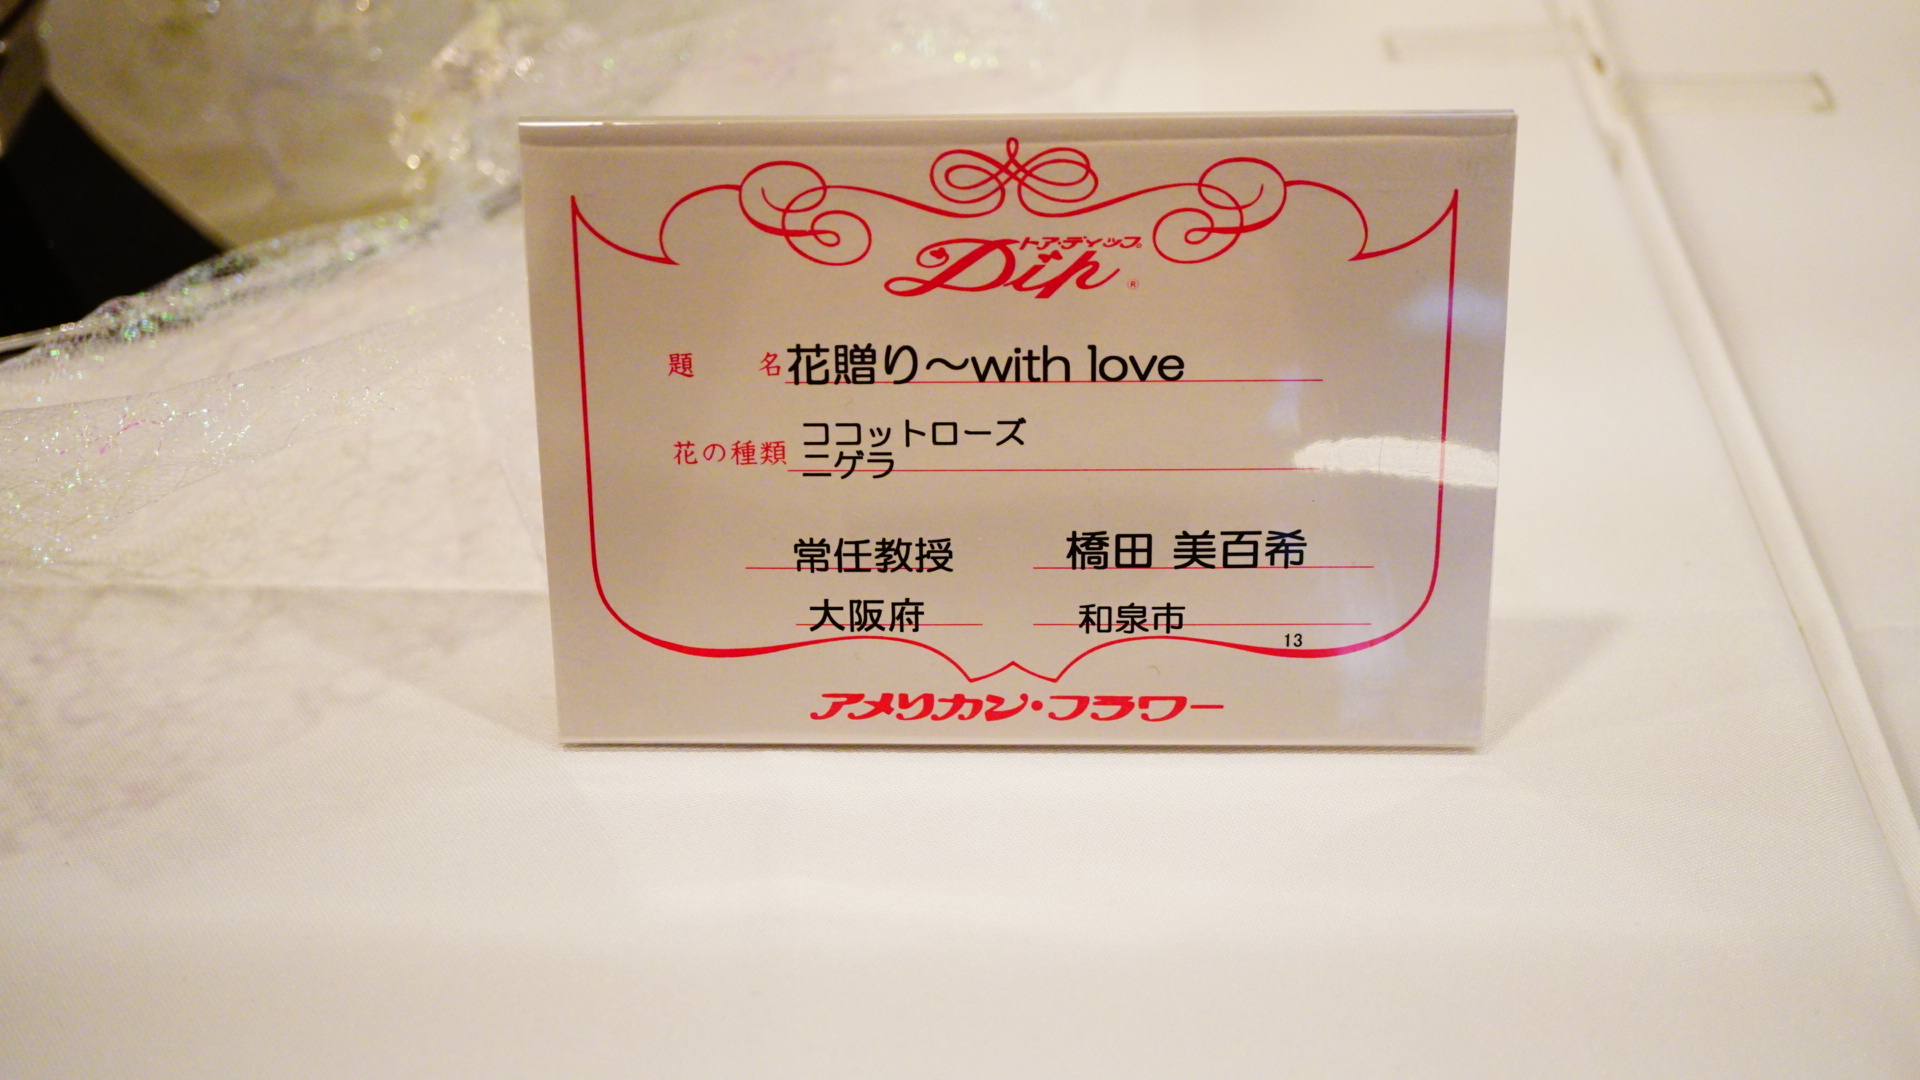 トア・ディップ®
Dip®
題 名 花贈り〜with love
花の種類 ココットローズ
ニゲラ
常任教授 橋田 美百希
大阪府 和泉市
13
アメリカン・フラワー